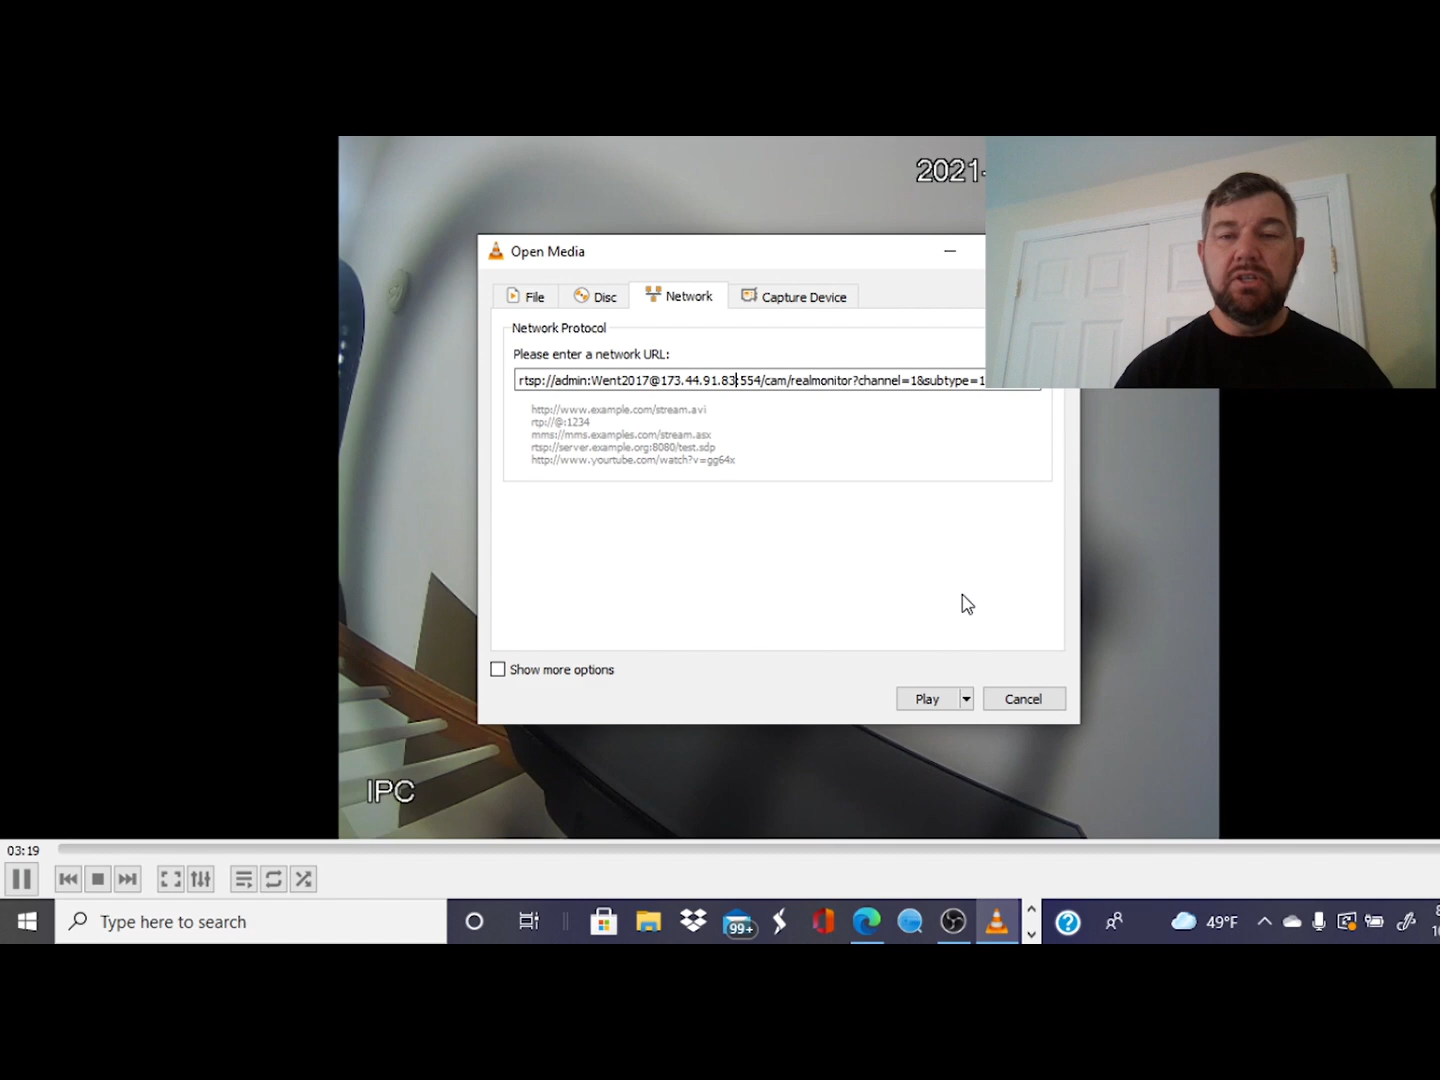 2021-
Open Media
File
Disc
Network
Capture Device
Network Protocol
Please enter a network URL:
rtsp://admin:Went2017@173.44.91.83:554/cam/realmonitor?channel=1&subtype=1
http://www.example.com/stream.avi
rtp://@:1234
mms://mms.examples.com/stream.asx
rtsp://server.example.org:8080/test.sdp
http://www.yourtube.com/watch?v=gg64x
Show more options
Play
Cancel
IPC
03:19
Type here to search
99+
49°F